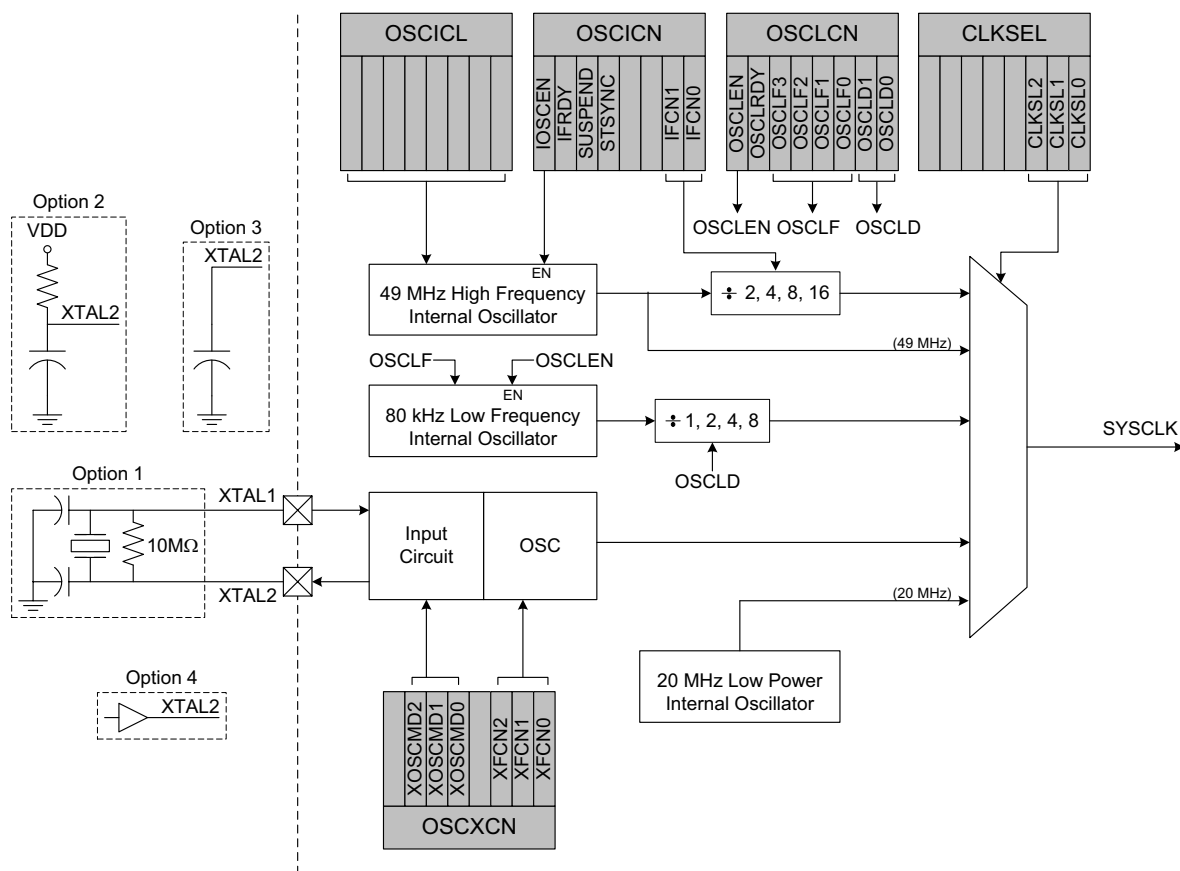 OSCICL
OSCICN
OSCLCN
CLKSEL
IOSCEN
IFRDY
SUSPEND
STSYNC
IFCN1
IFCN0
OSCLEN
OSCLRDY
OSCLF3
OSCLF2
OSCLF1
OSCLF0
OSCLD1
OSCLD0
CLKSL2
CLKSL1
CLKSL0
OSCLEN
OSCLF
OSCLD
Option 2
VDD
XTAL2
Option 3
XTAL2
EN
49 MHz High Frequency
Internal Oscillator
÷ 2, 4, 8, 16
(49 MHz)
OSCLF
OSCLEN
EN
80 kHz Low Frequency
Internal Oscillator
÷ 1, 2, 4, 8
OSCLD
SYSCLK
Option 1
10MΩ
XTAL1
XTAL2
Input
Circuit
OSC
(20 MHz)
20 MHz Low Power
Internal Oscillator
Option 4
XTAL2
XOSCMD2
XOSCMD1
XOSCMD0
XFCN2
XFCN1
XFCN0
OSCXCN